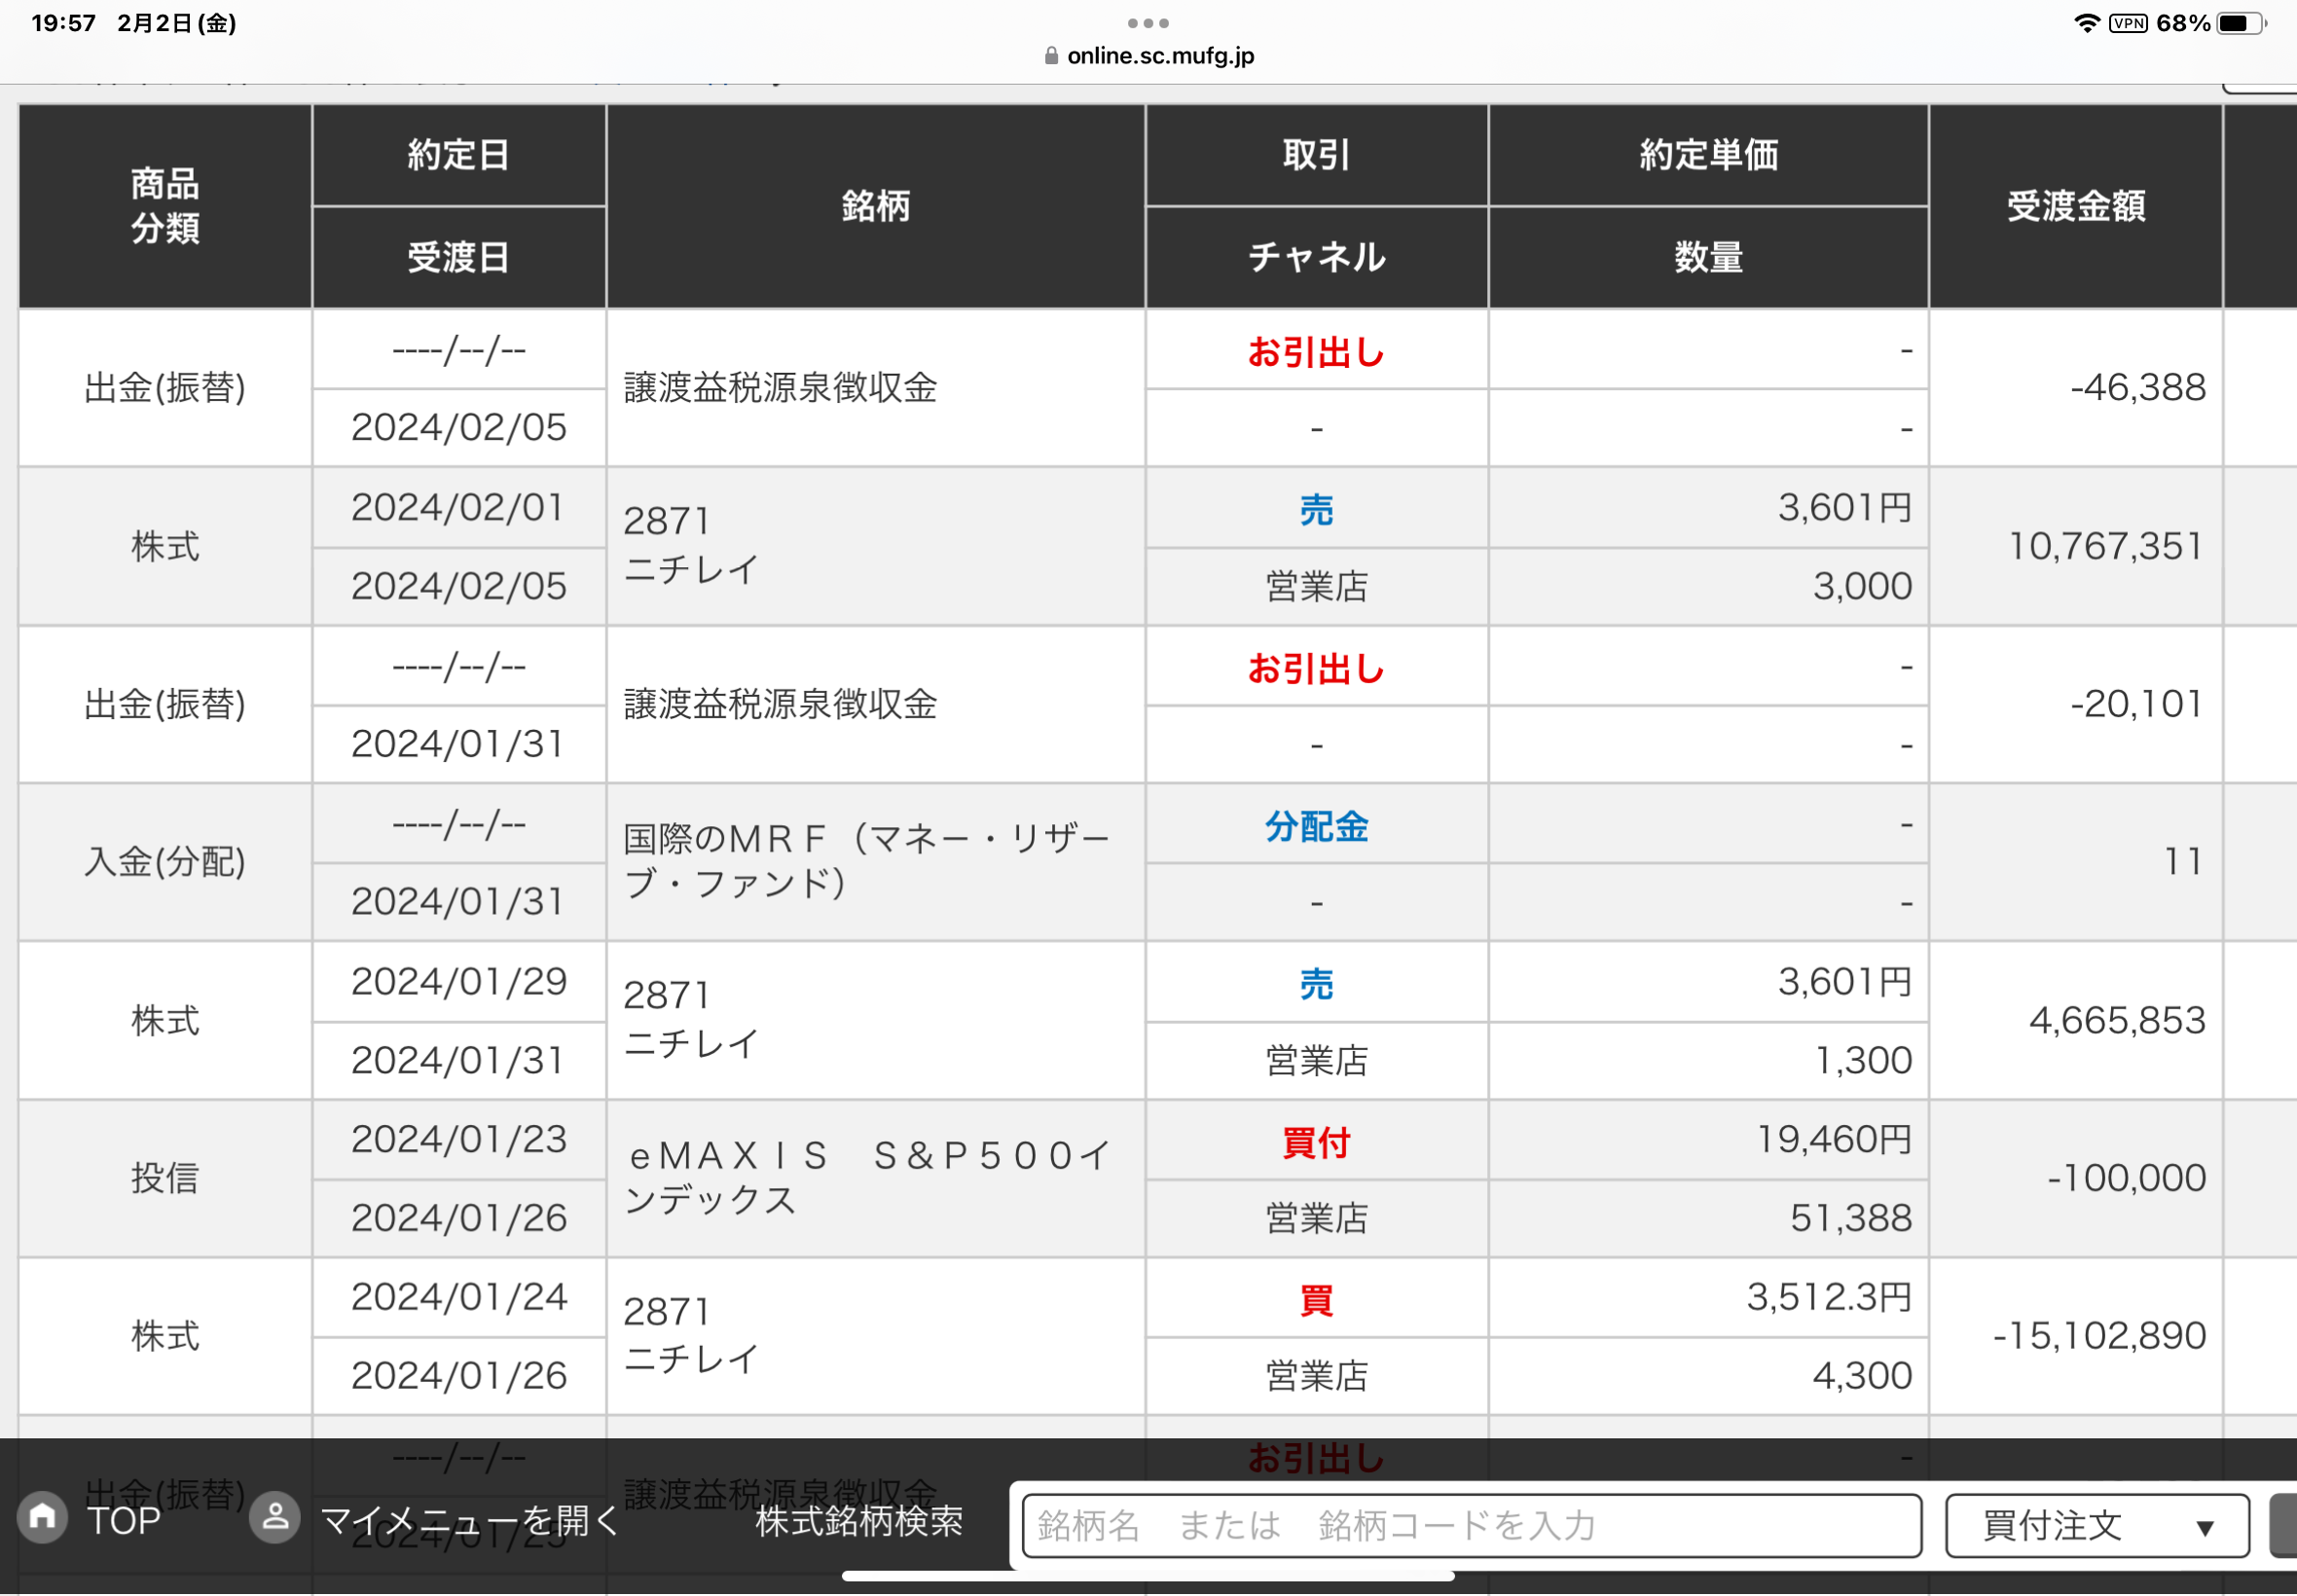 19:57 2月2日(金)
VPN 68%
online.sc.mufg.jp
商品
分類
約定日
受渡日
銘柄
取引
チャネル
約定単価
数量
受渡金額
出金(振替)
----/--/--
2024/02/05
譲渡益税源泉徴収金
お引出し
-
-
-
-46,388
株式
2024/02/01
2024/02/05
2871
ニチレイ
売
営業店
3,601円
3,000
10,767,351
出金(振替)
----/--/--
2024/01/31
譲渡益税源泉徴収金
お引出し
-
-
-
-20,101
入金(分配)
----/--/--
2024/01/31
国際のＭＲＦ（マネー・リザー
ブ・ファンド）
分配金
-
-
-
11
株式
2024/01/29
2024/01/31
2871
ニチレイ
売
営業店
3,601円
1,300
4,665,853
投信
2024/01/23
2024/01/26
ｅＭＡＸＩＳ　Ｓ＆Ｐ５００イ
ンデックス
買付
営業店
19,460円
51,388
-100,000
株式
2024/01/24
2024/01/26
2871
ニチレイ
買
営業店
3,512.3円
4,300
-15,102,890
出金(振替)
----/--/--
2024/01/25
譲渡益税源泉徴収金
お引出し
-
TOP
マイメニューを開く
株式銘柄検索
銘柄名　または　銘柄コードを入力
買付注文 ▼